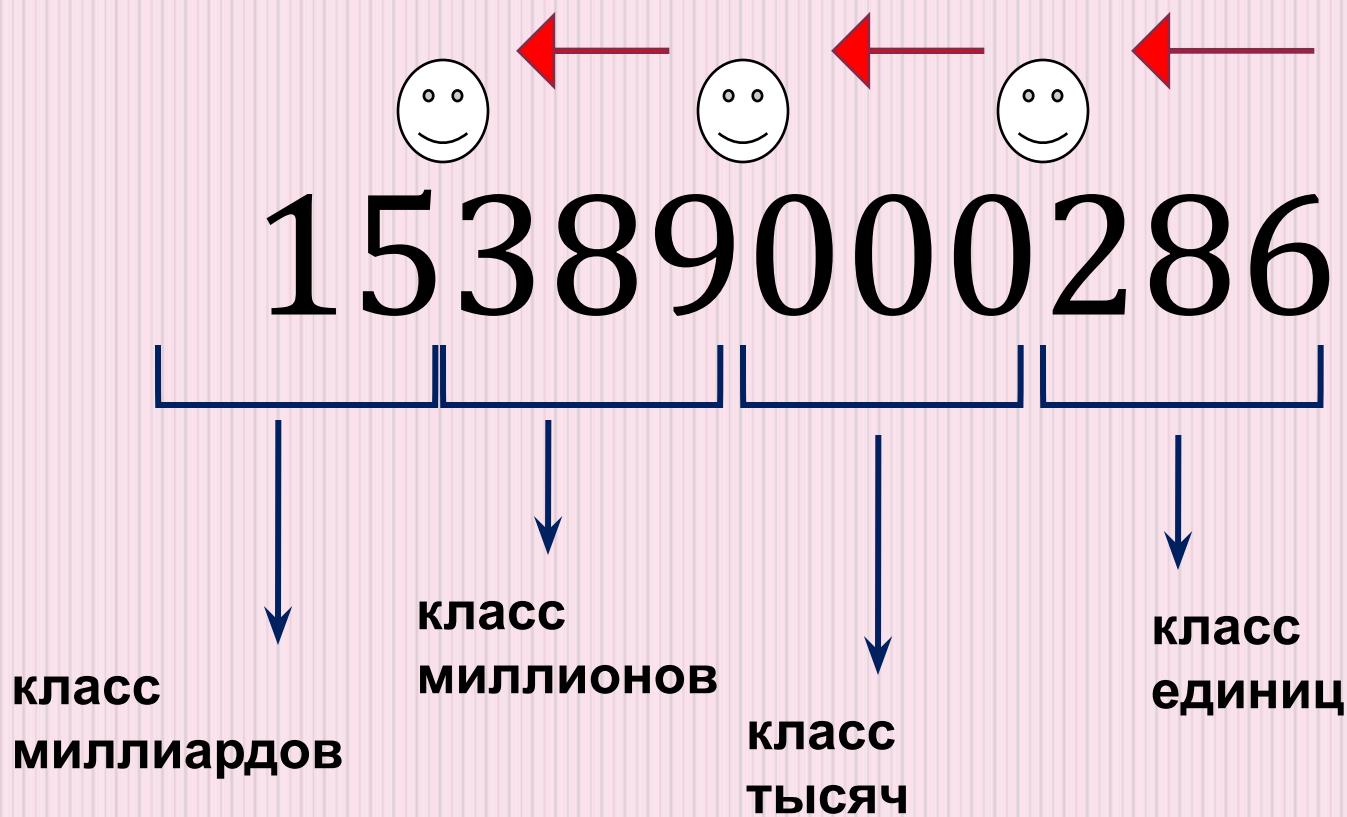 15389000286
класс
миллиардов
класс
миллионов
класс
тысяч
класс
единиц